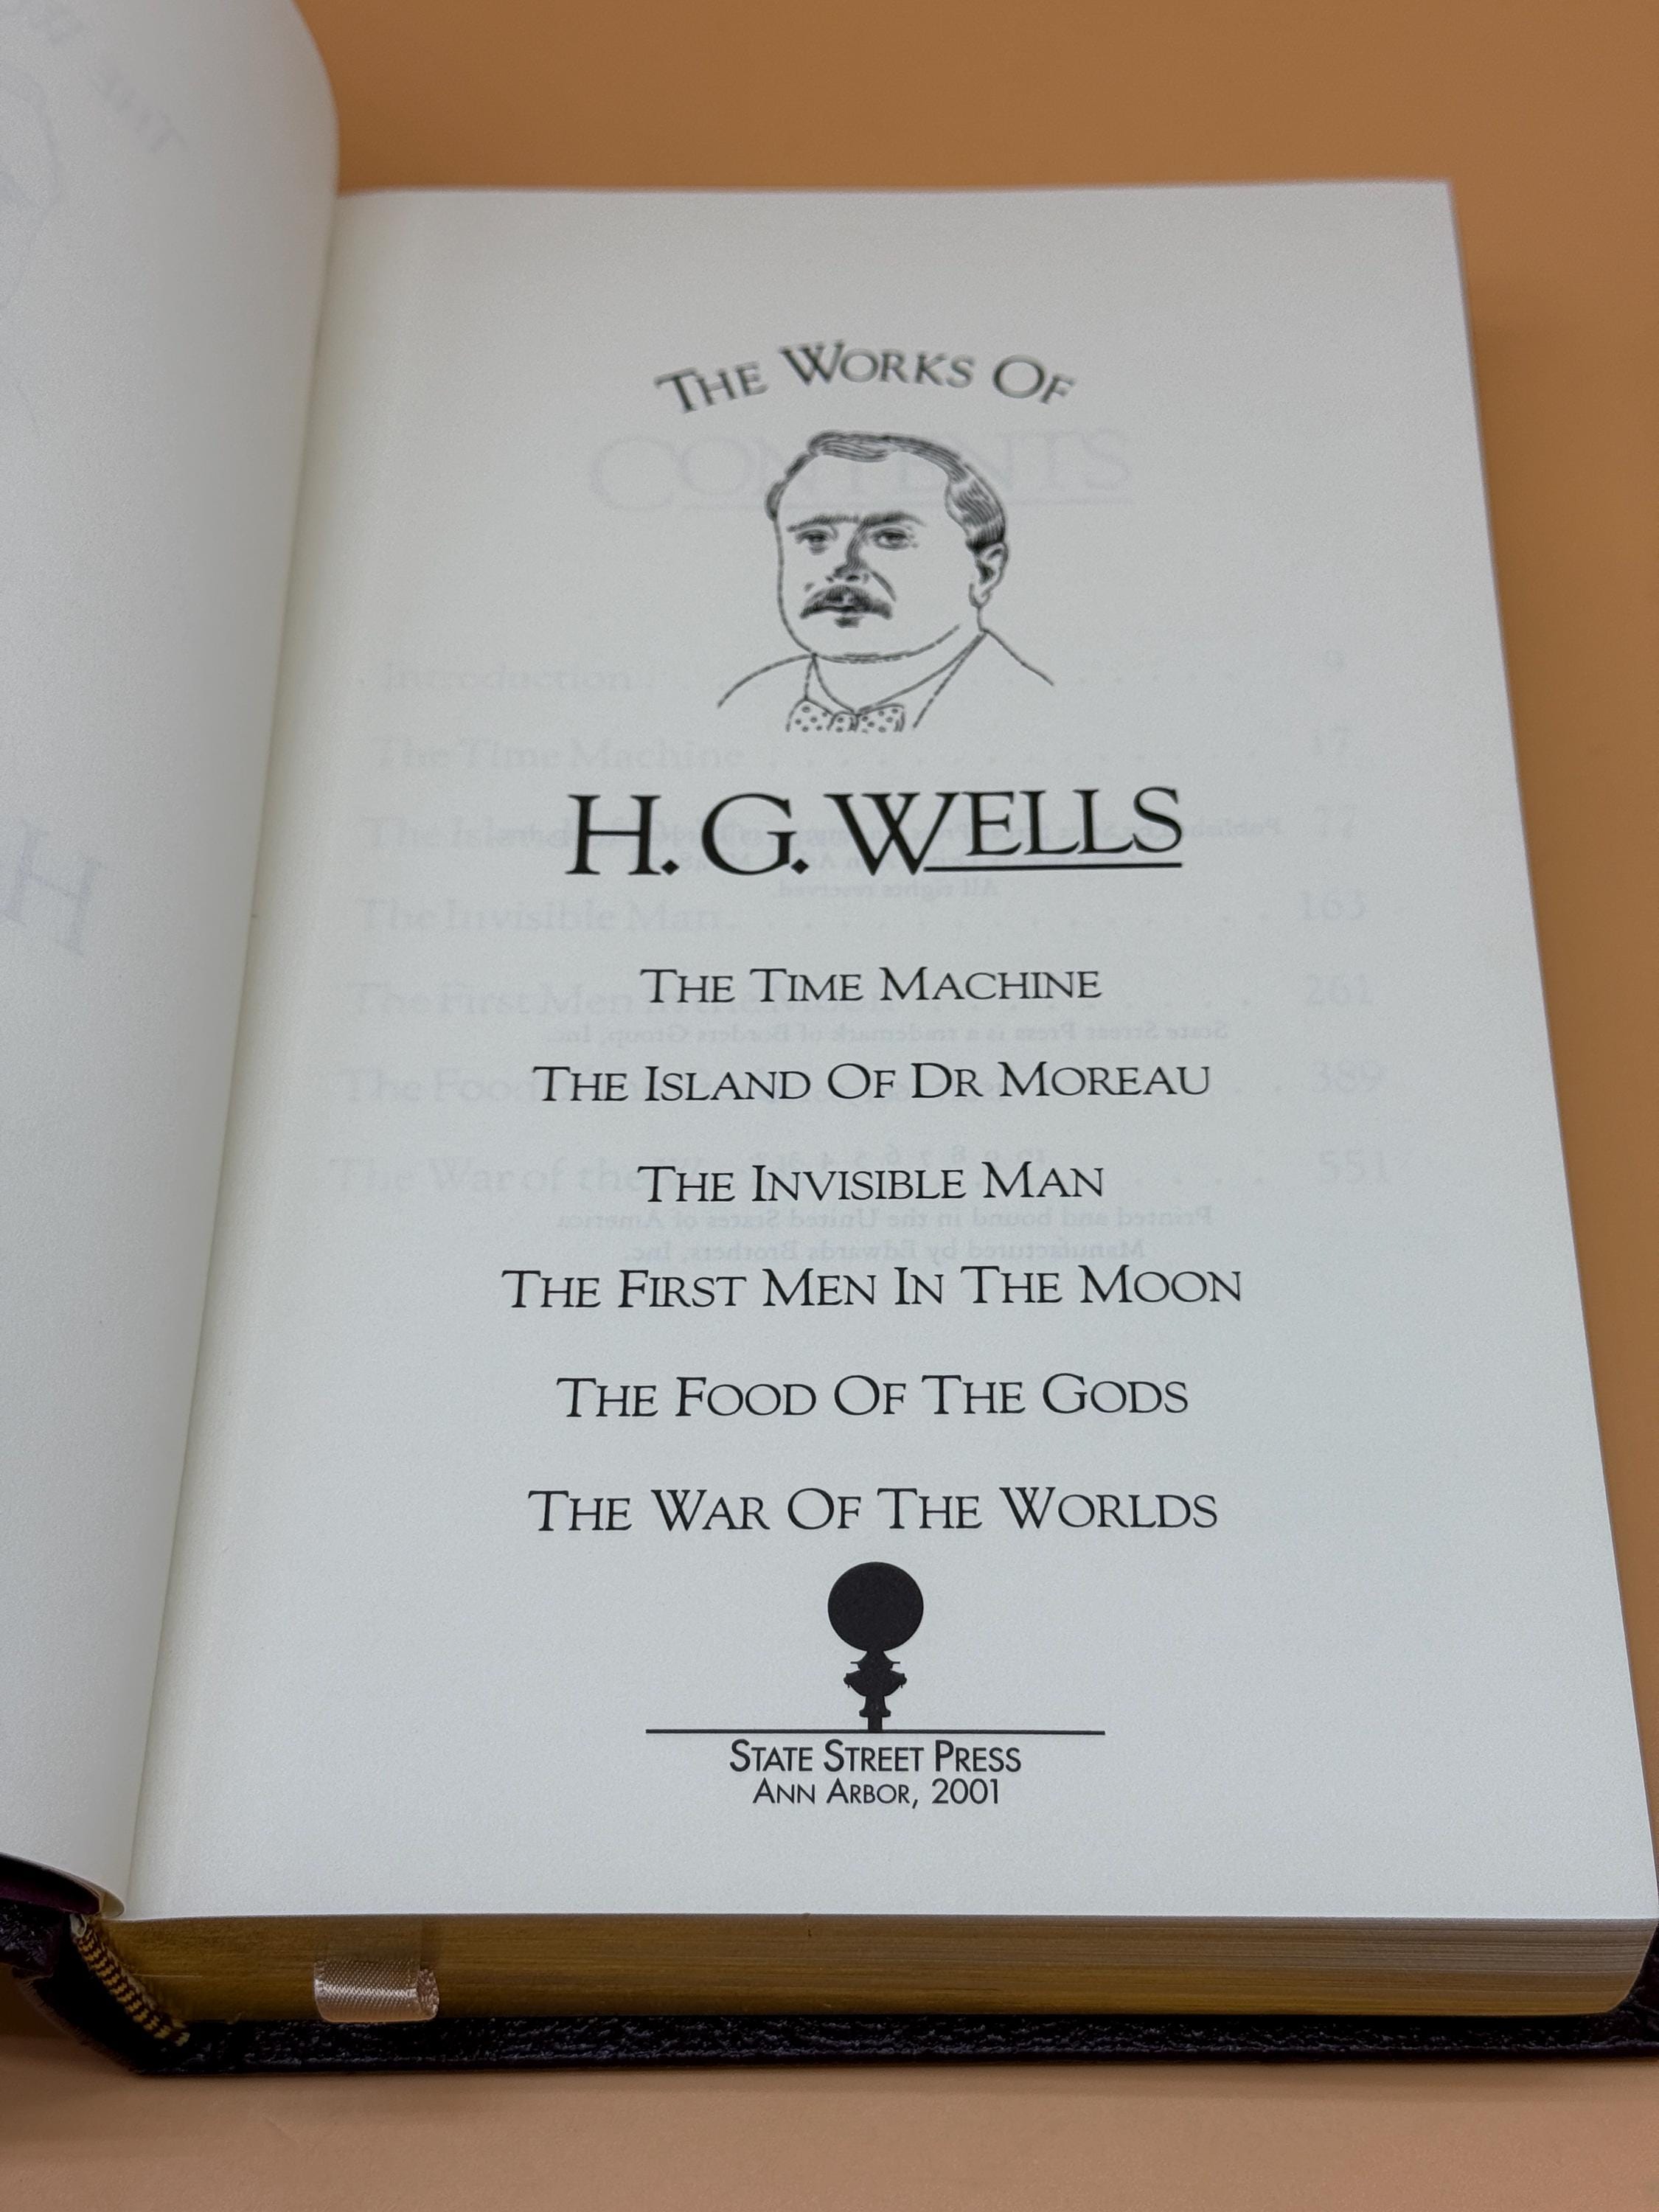 THE WORKS OF
H. G. WELLS
THE TIME MACHINE
THE ISLAND OF DR MOREAU
THE INVISIBLE MAN
THE FIRST MEN IN THE MOON
THE FOOD OF THE GODS
THE WAR OF THE WORLDS
STATE STREET PRESS
ANN ARBOR, 2001